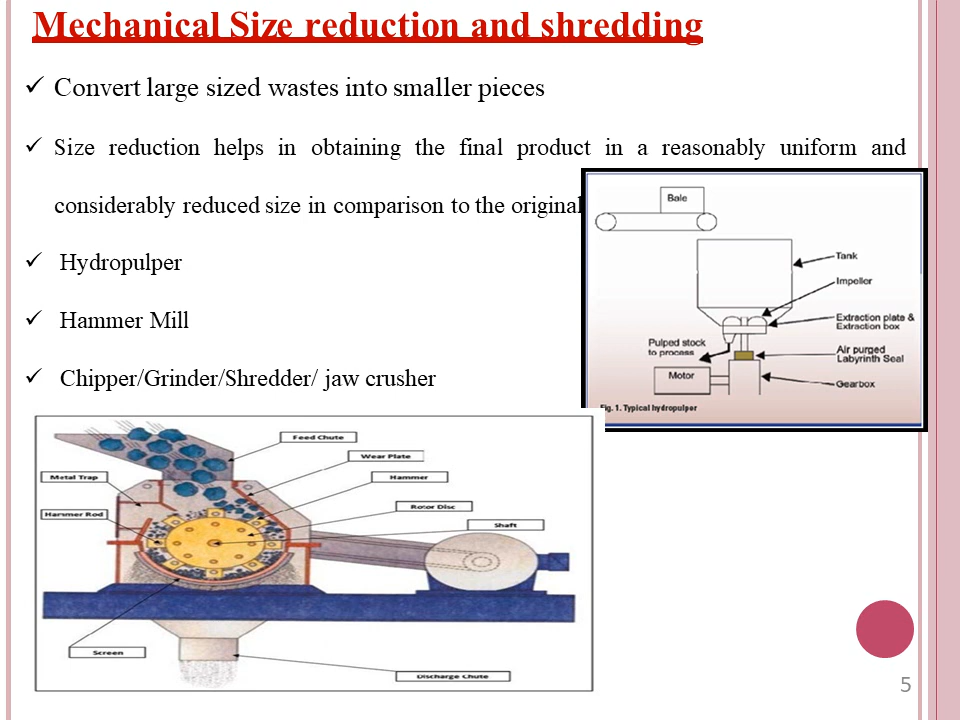 Mechanical Size reduction and shredding
✓ Convert large sized wastes into smaller pieces
✓ Size reduction helps in obtaining the final product in a reasonably uniform and
considerably reduced size in comparison to the original
✓ Hydropulper
✓ Hammer Mill
✓ Chipper/Grinder/Shredder/ jaw crusher
Bale
Tank
Impeller
Extraction plate &
Extraction box
Pulped stock
to process
Air purged
Labyrinth Seal
Motor
Gearbox
Fig. 1. Typical hydropulper
Feed Chute
Wear Plate
Metal Trap
Hammer
Rotor Disc
Hammer Rod
Shaft
Screen
Discharge Chute
5